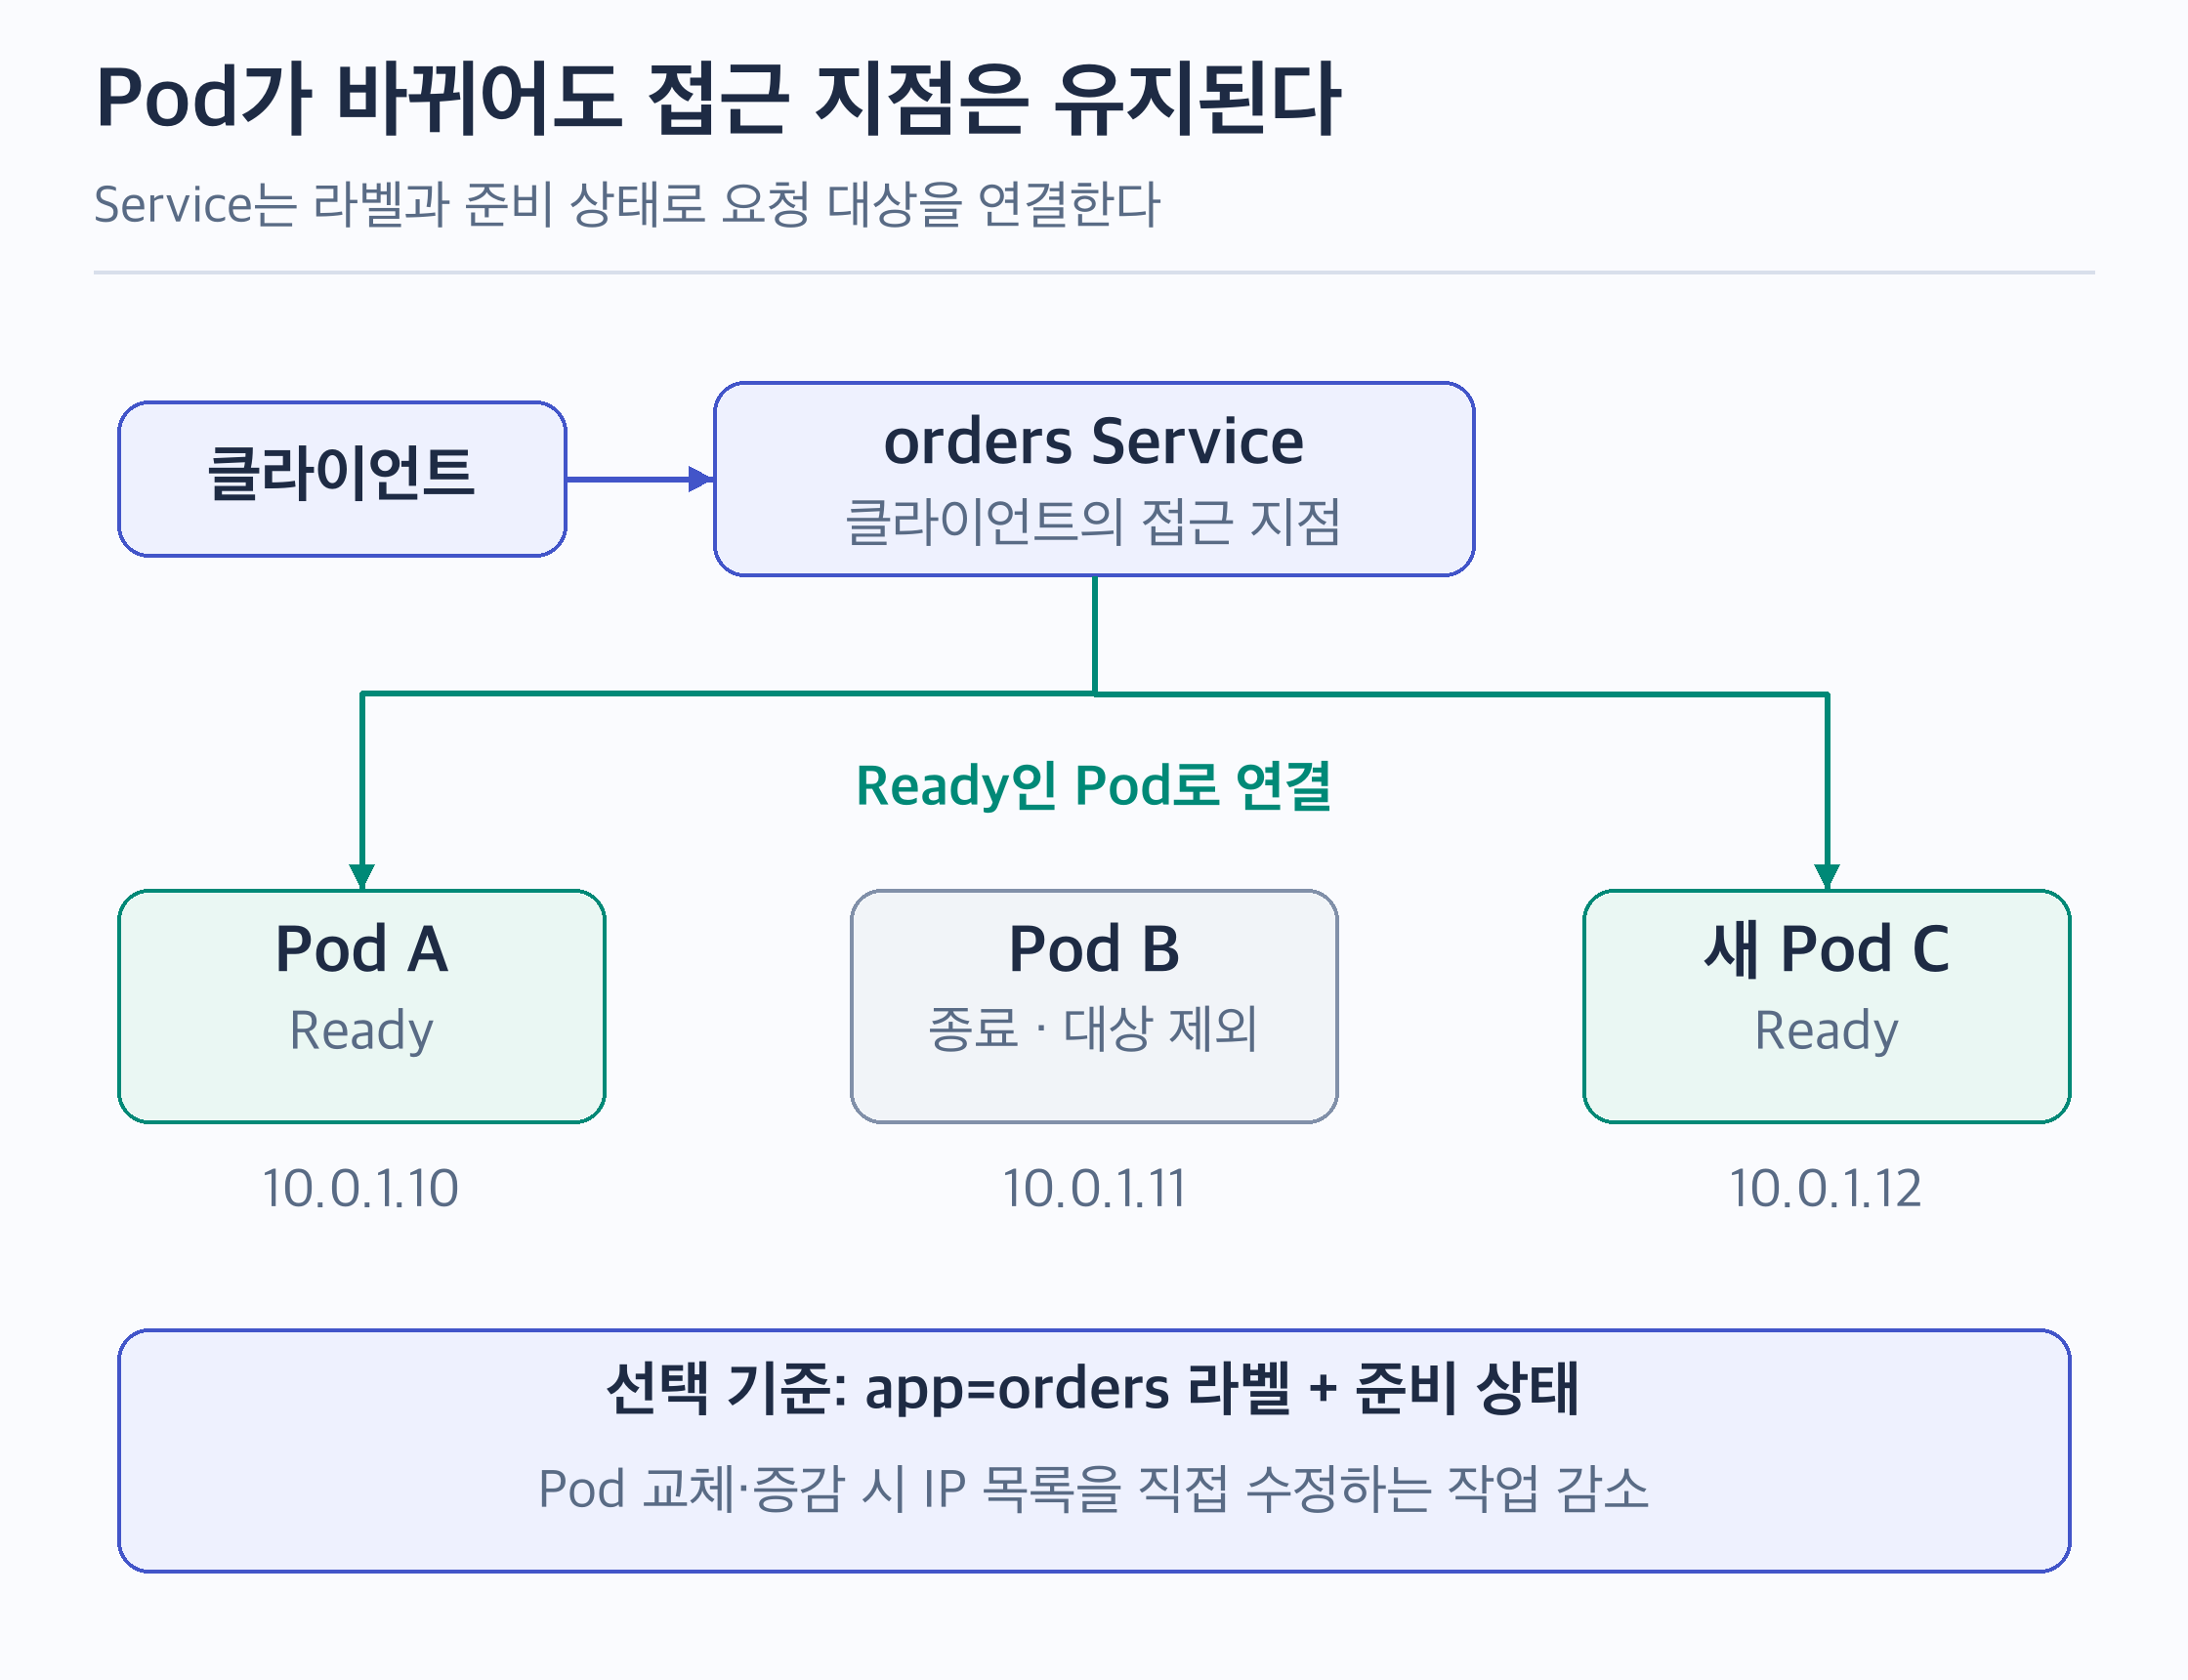 Pod가 바뀌어도 접근 지점은 유지된다
Service는 라벨과 준비 상태로 요청 대상을 연결한다
클라이언트
orders Service
클라이언트의 접근 지점
Ready인 Pod로 연결
Pod A
Ready
10.0.1.10
Pod B
종료 · 대상 제외
10.0.1.11
새 Pod C
Ready
10.0.1.12
선택 기준: app=orders 라벨 + 준비 상태
Pod 교체·증감 시 IP 목록을 직접 수정하는 작업 감소